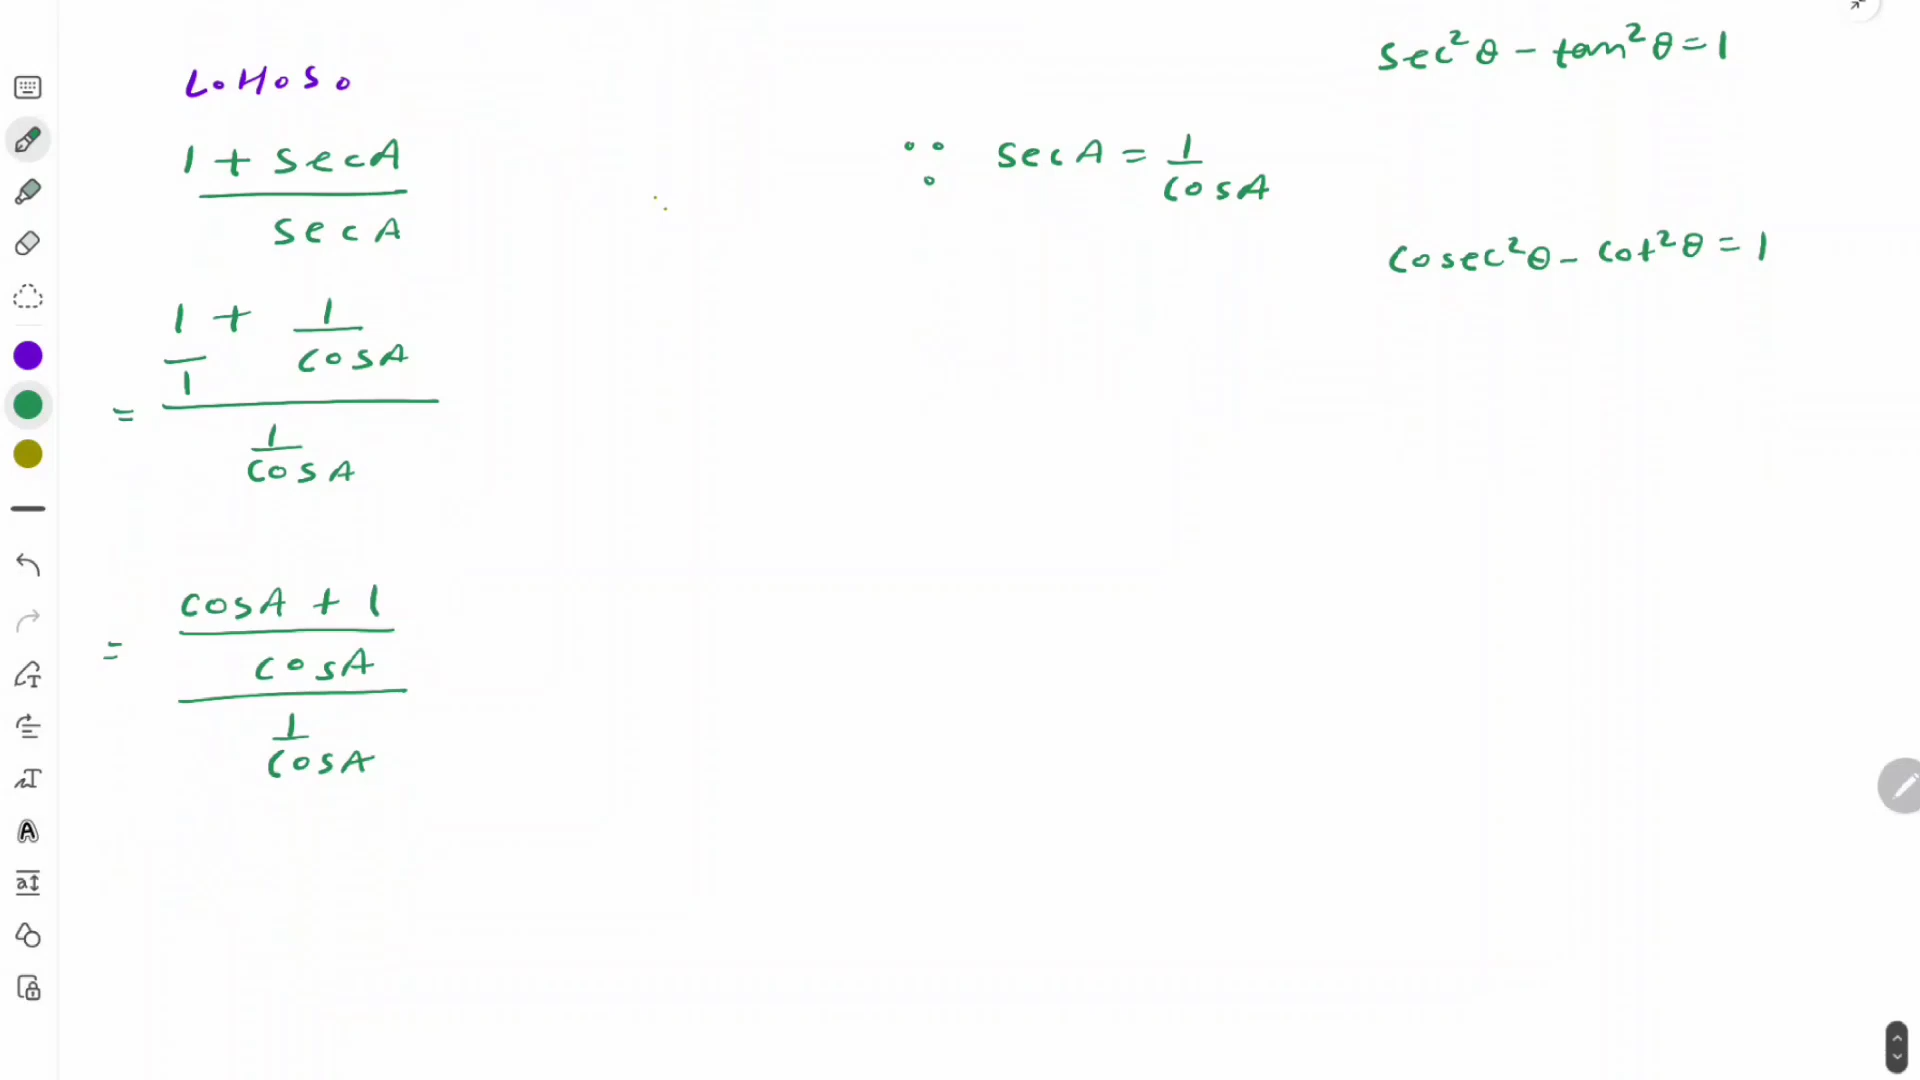 L.H.S.
1 + secA
secA
1/1 + 1/cosA
=
1/cosA
cosA + 1
cosA
=
1/cosA
sec²θ − tan²θ = 1
∵ secA = 1/cosA
cosec²θ − cot²θ = 1